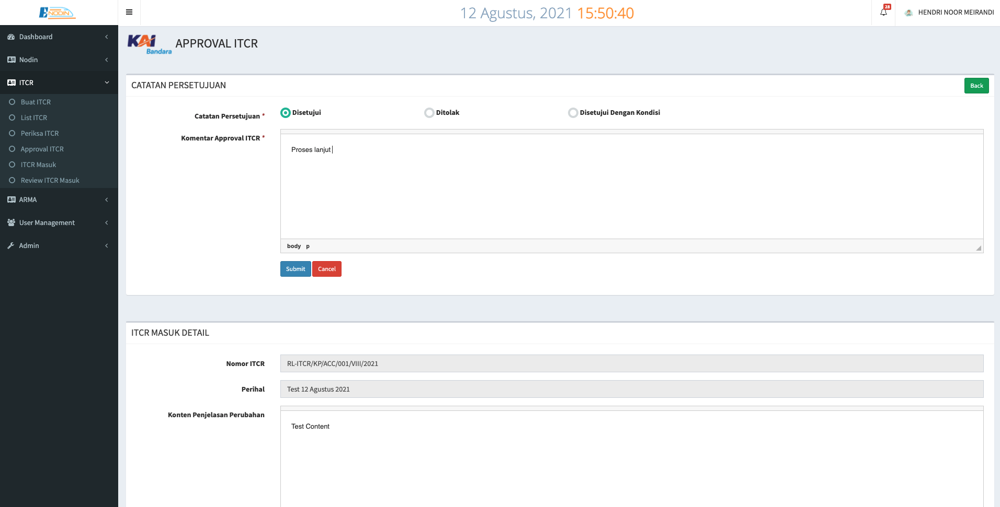 ENODIN
12 Agustus, 2021 15:50:40
28
HENDRI NOOR MEIRANDI
Dashboard
Nodin
ITCR
Buat ITCR
List ITCR
Periksa ITCR
Approval ITCR
ITCR Masuk
Review ITCR Masuk
ARMA
User Management
Admin
KAI Bandara
APPROVAL ITCR
CATATAN PERSETUJUAN
Back
Catatan Persetujuan *
Disetujui
Ditolak
Disetujui Dengan Kondisi
Komentar Approval ITCR *
Proses lanjut
body p
Submit
Cancel
ITCR MASUK DETAIL
Nomor ITCR
RL-ITCR/KP/ACC/001/VIII/2021
Perihal
Test 12 Agustus 2021
Konten Penjelasan Perubahan
Test Content